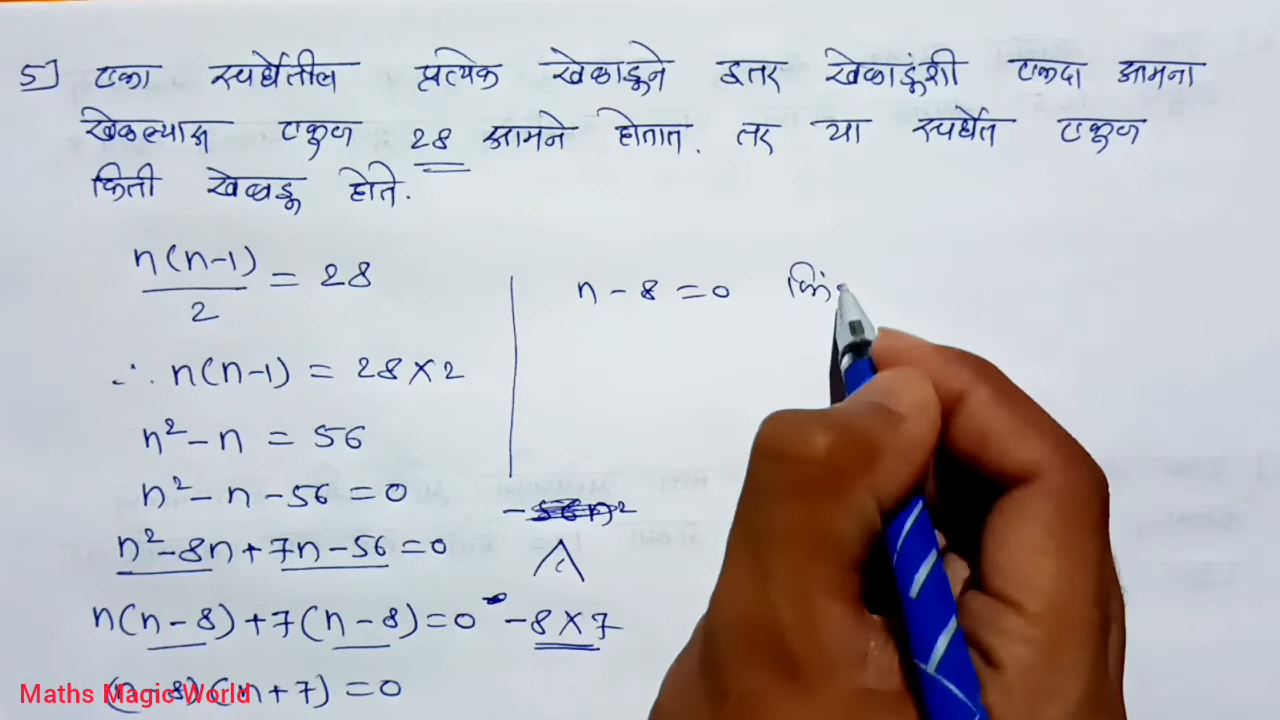 5] एका स्पर्धेतील प्रत्येक खेळाडूने इतर खेळाडूंशी एकदा सामना
खेळल्यास एकूण 28 सामने होतात. तर या स्पर्धेत एकूण
किती खेळाडू होते.
n(n-1)/2 = 28
∴ n(n-1) = 28×2
n²-n = 56
n²-n-56=0
n²-8n+7n-56=0
n(n-8)+7(n-8)=0
(n-8)(n+7)=0
n-8=0
-8×7
Maths Magic World